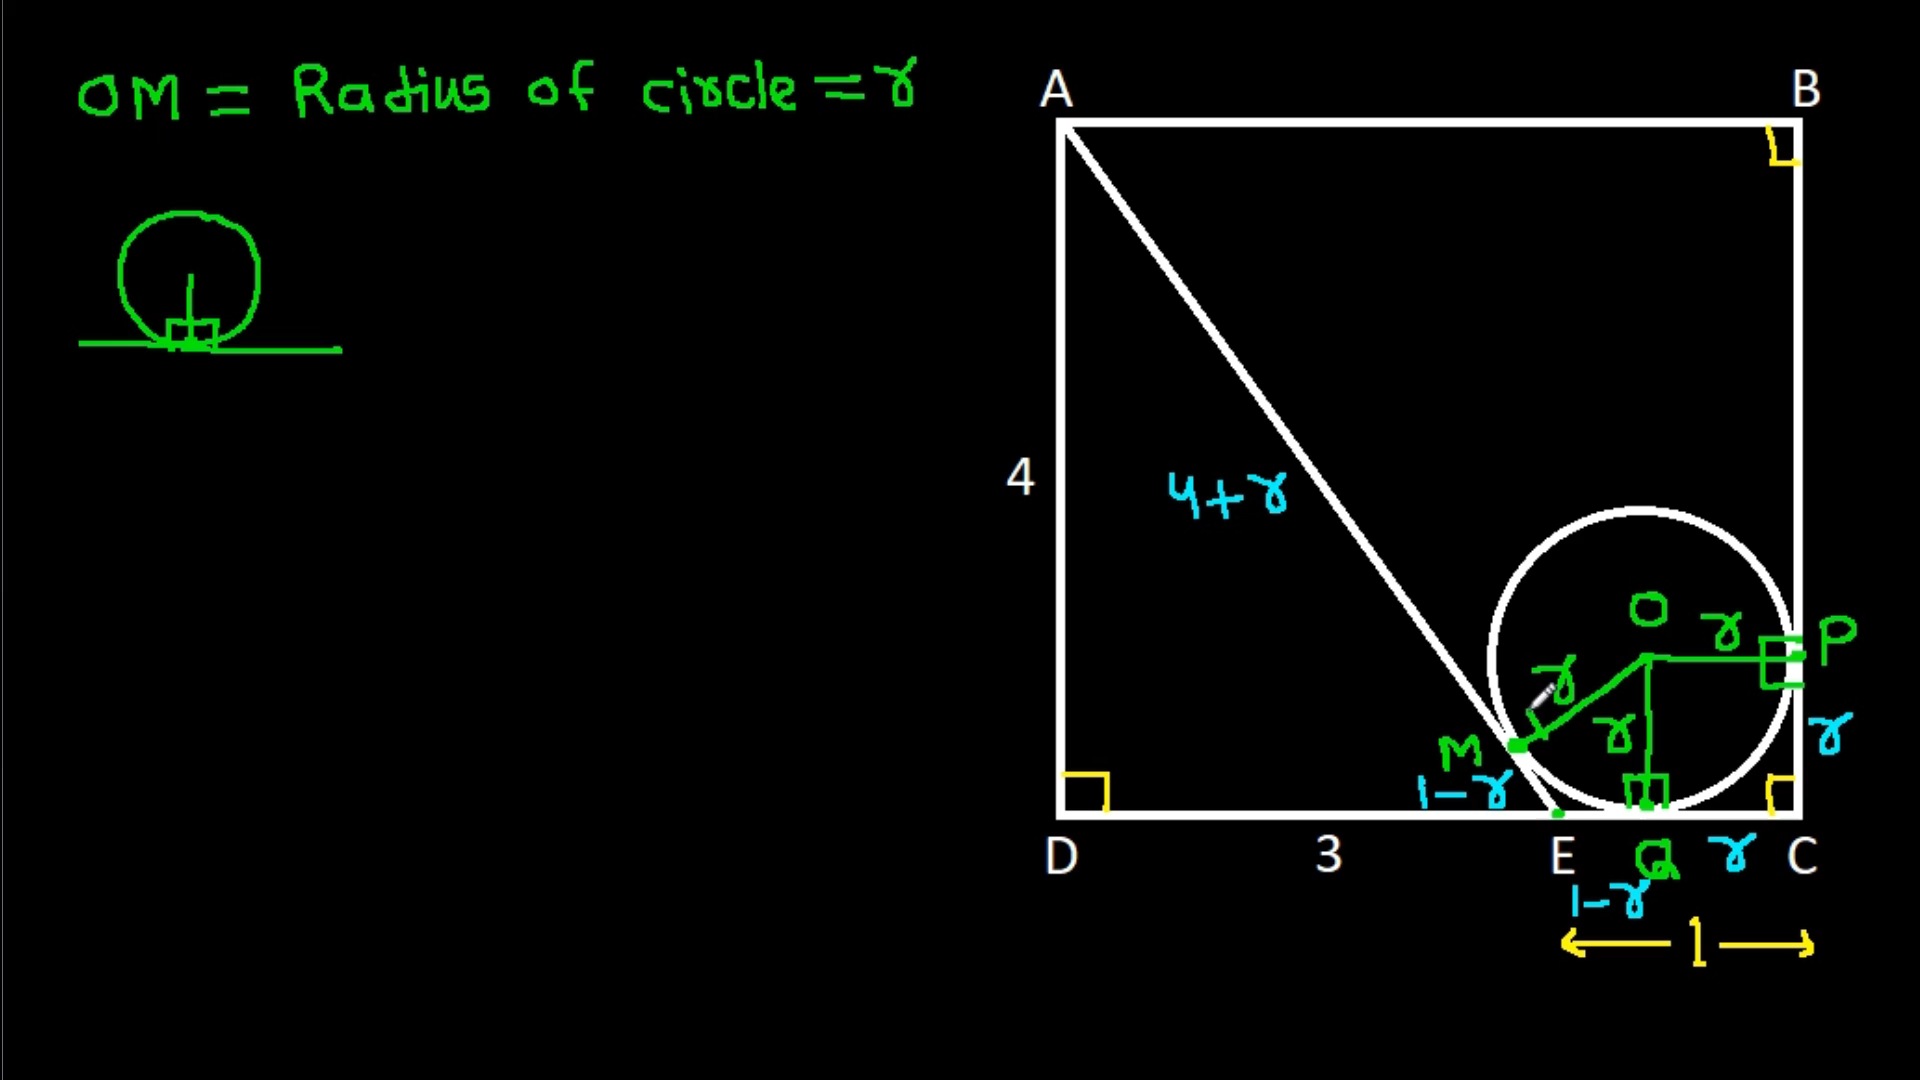 OM = Radius of circle = r
A
B
4
4+r
O
r
P
r
r
M
r
1-r
D
3
E
Q
r
C
1-r
1